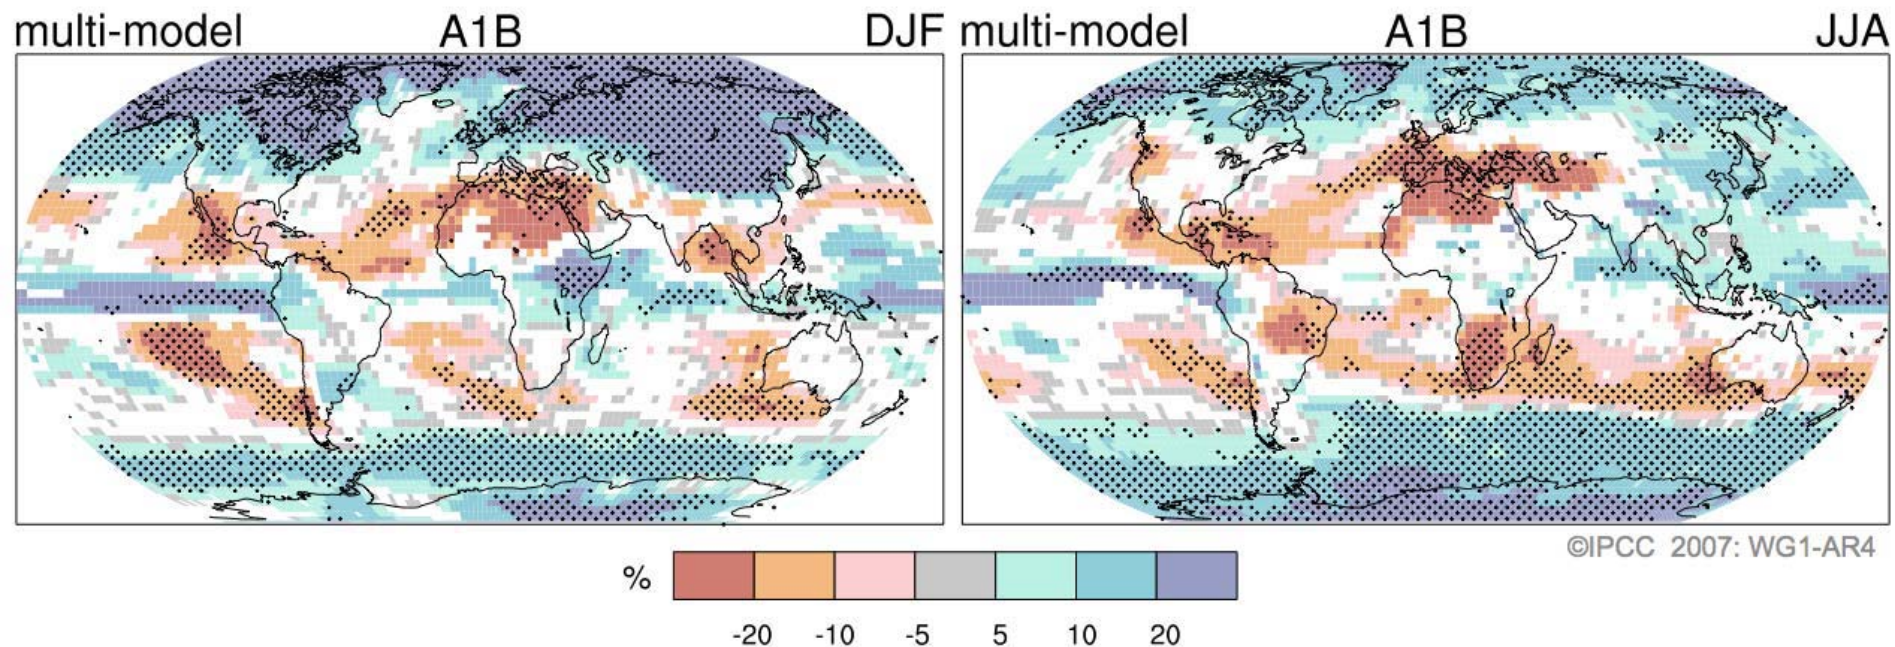 multi-model A1B DJF
multi-model A1B JJA
©IPCC 2007: WG1-AR4
%
-20 -10 -5 5 10 20